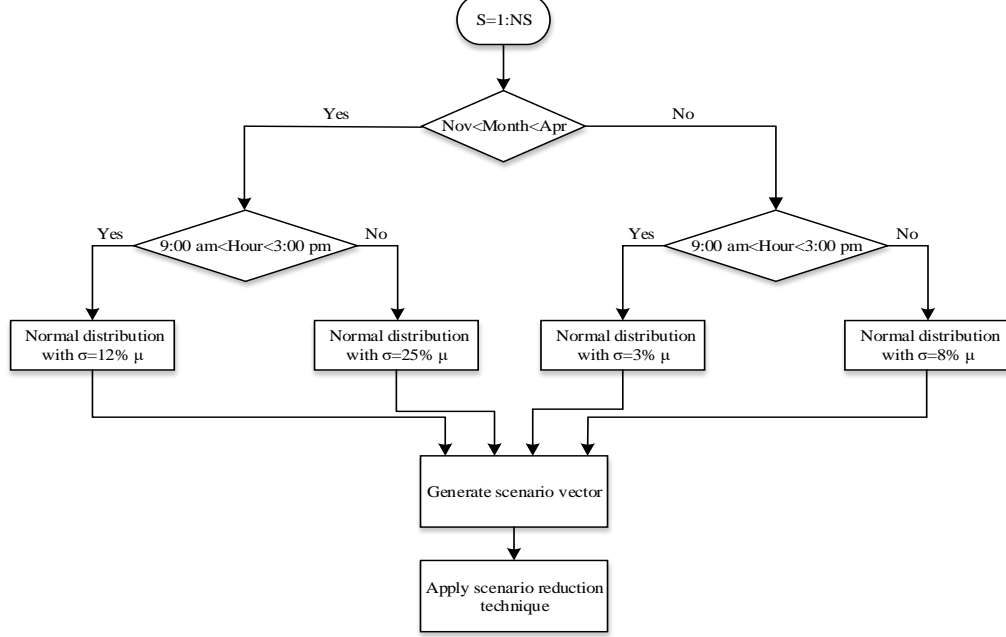 S=1:NS
Yes
Nov<Month<Apr
No
Yes
9:00 am<Hour<3:00 pm
No
Yes
9:00 am<Hour<3:00 pm
No
Normal distribution
with σ=12% μ
Normal distribution
with σ=25% μ
Normal distribution
with σ=3% μ
Normal distribution
with σ=8% μ
Generate scenario vector
Apply scenario reduction
technique